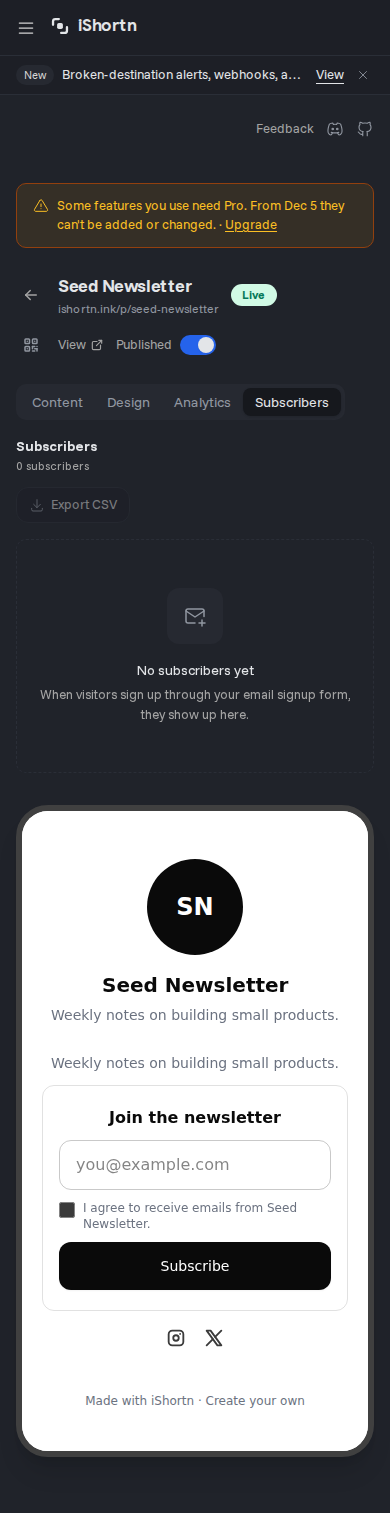 iShortn
New Broken-destination alerts, webhooks, a... View
Feedback
Some features you use need Pro. From Dec 5 they
can't be added or changed. · Upgrade
Seed Newsletter
Live
ishortn.ink/p/seed-newsletter
View Published
Content Design Analytics Subscribers
Subscribers
0 subscribers
Export CSV
No subscribers yet
When visitors sign up through your email signup form,
they show up here.
SN
Seed Newsletter
Weekly notes on building small products.
Weekly notes on building small products.
Join the newsletter
you@example.com
I agree to receive emails from Seed
Newsletter.
Subscribe
Made with iShortn · Create your own